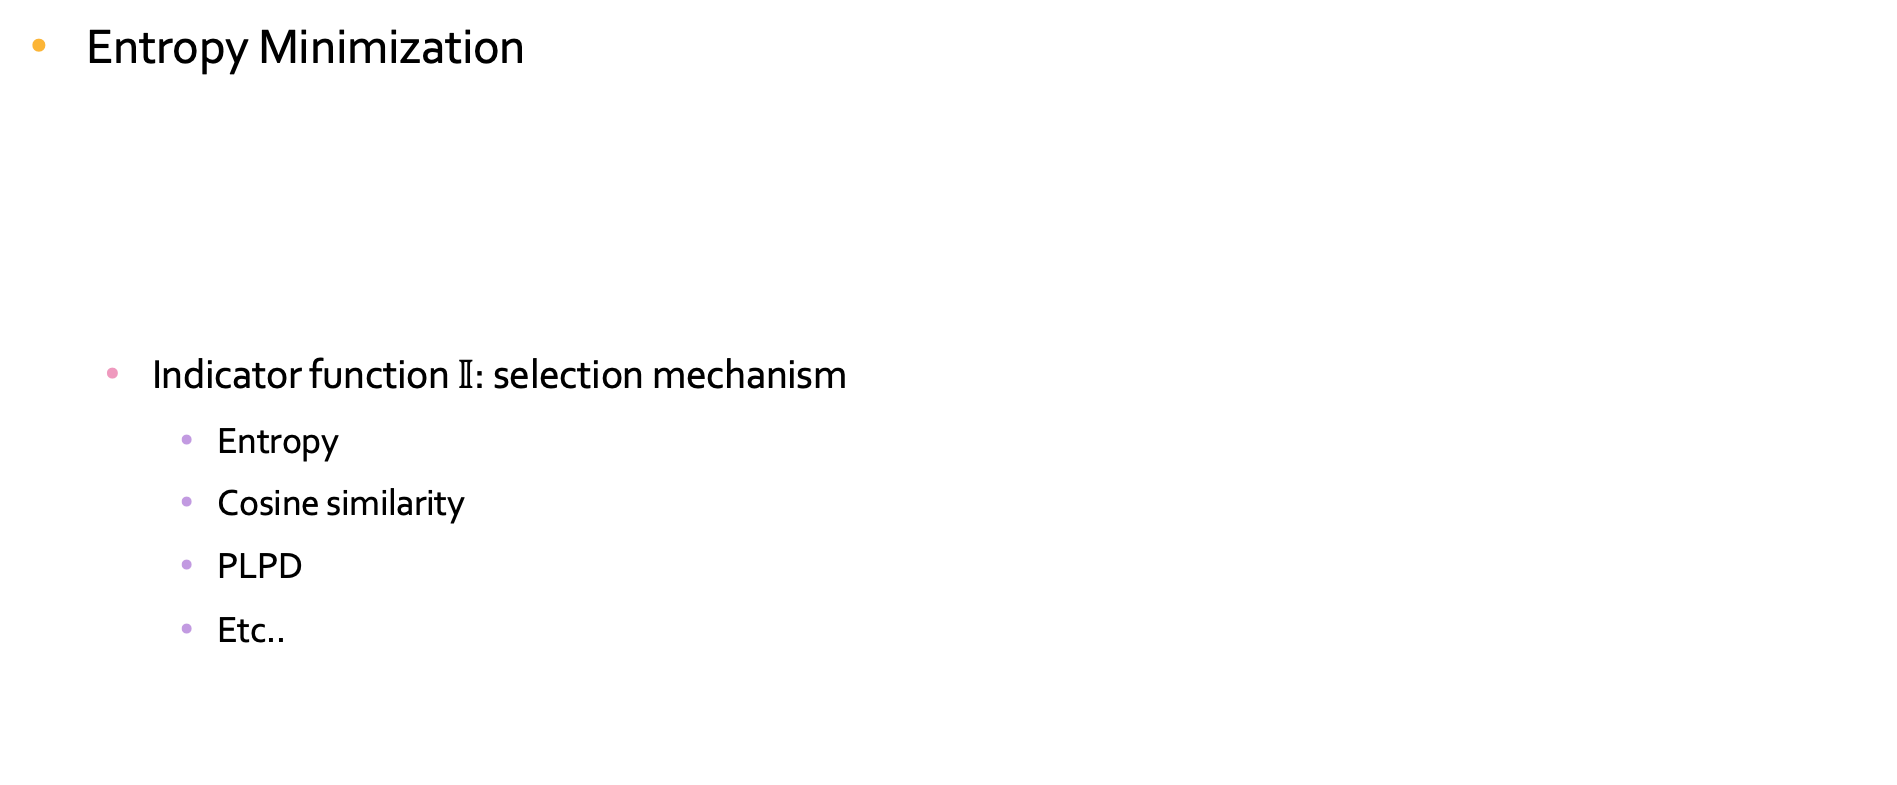 • Entropy Minimization
• Indicator function 𝕀: selection mechanism
• Entropy
• Cosine similarity
• PLPD
• Etc..